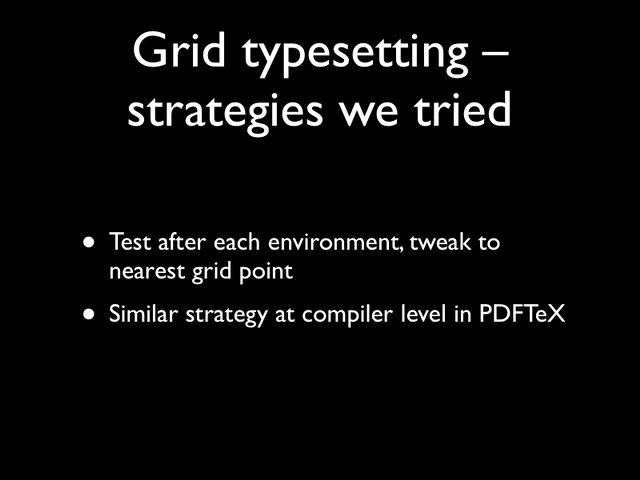 Grid typesetting –
strategies we tried
• Test after each environment, tweak to
nearest grid point
• Similar strategy at compiler level in PDFTeX